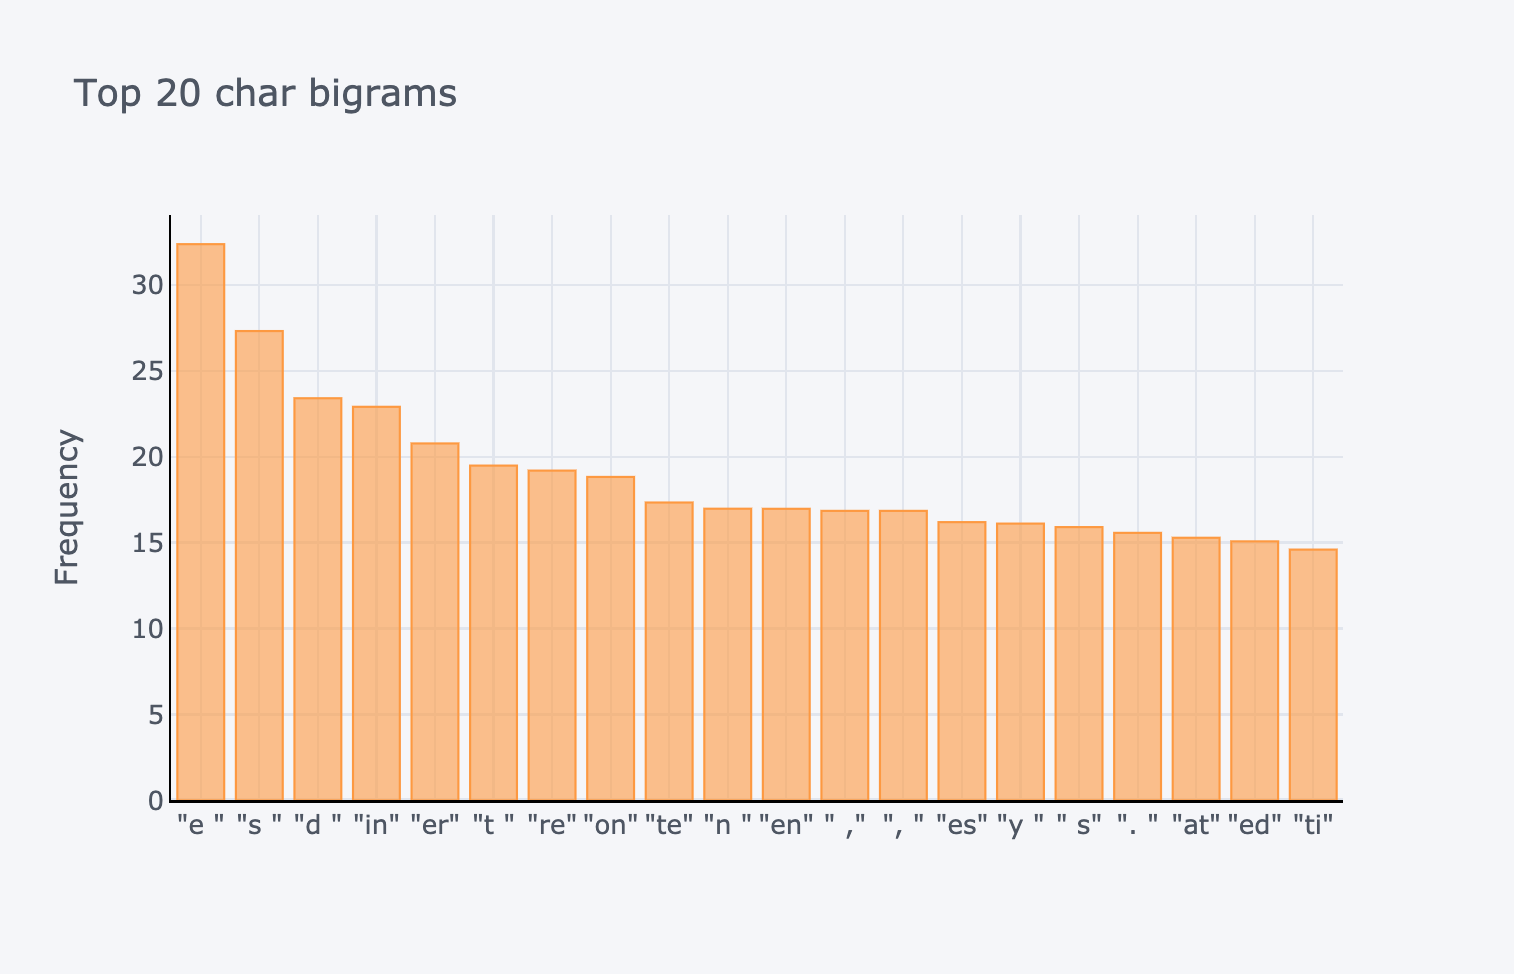 Top 20 char bigrams
Frequency
30
25
20
15
10
5
0
"e " "s " "d " "in" "er" "t " "re" "on" "te" "n " "en" " ," ", " "es" "y " " s" ". " "at" "ed" "ti"